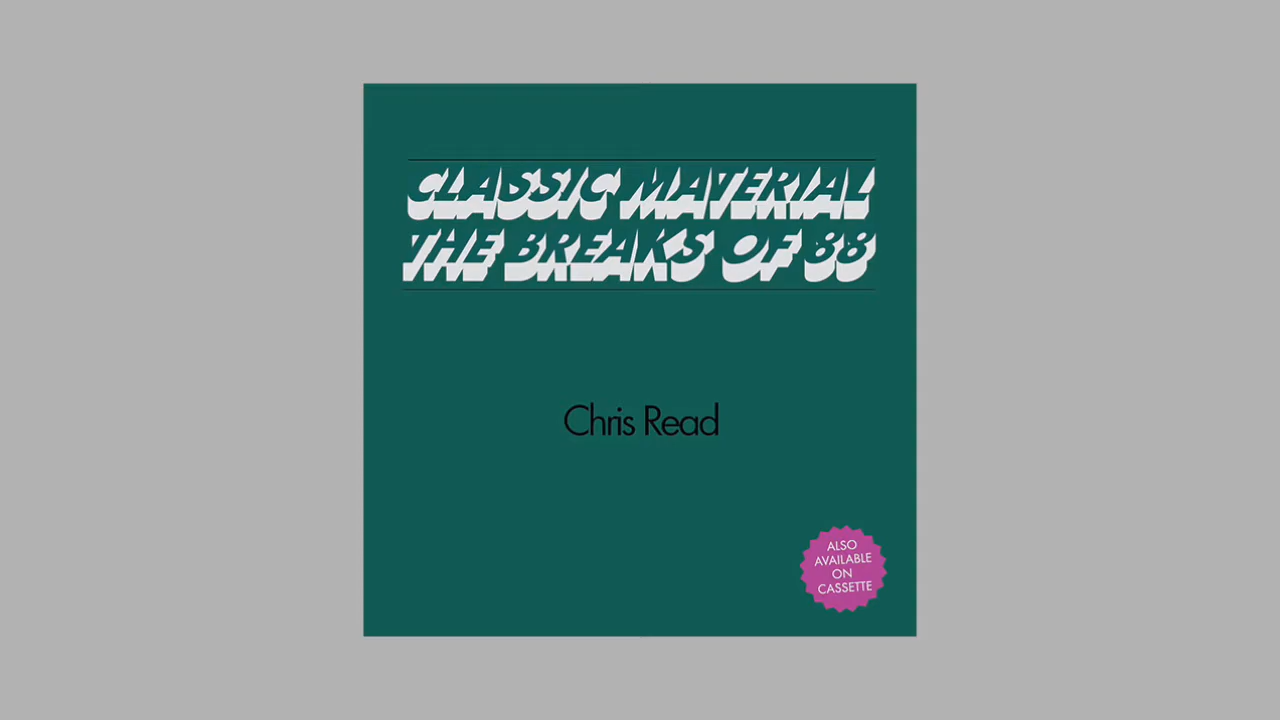 CLASSIC MATERIAL
THE BREAKS OF 88
Chris Read
ALSO
AVAILABLE
ON
CASSETTE